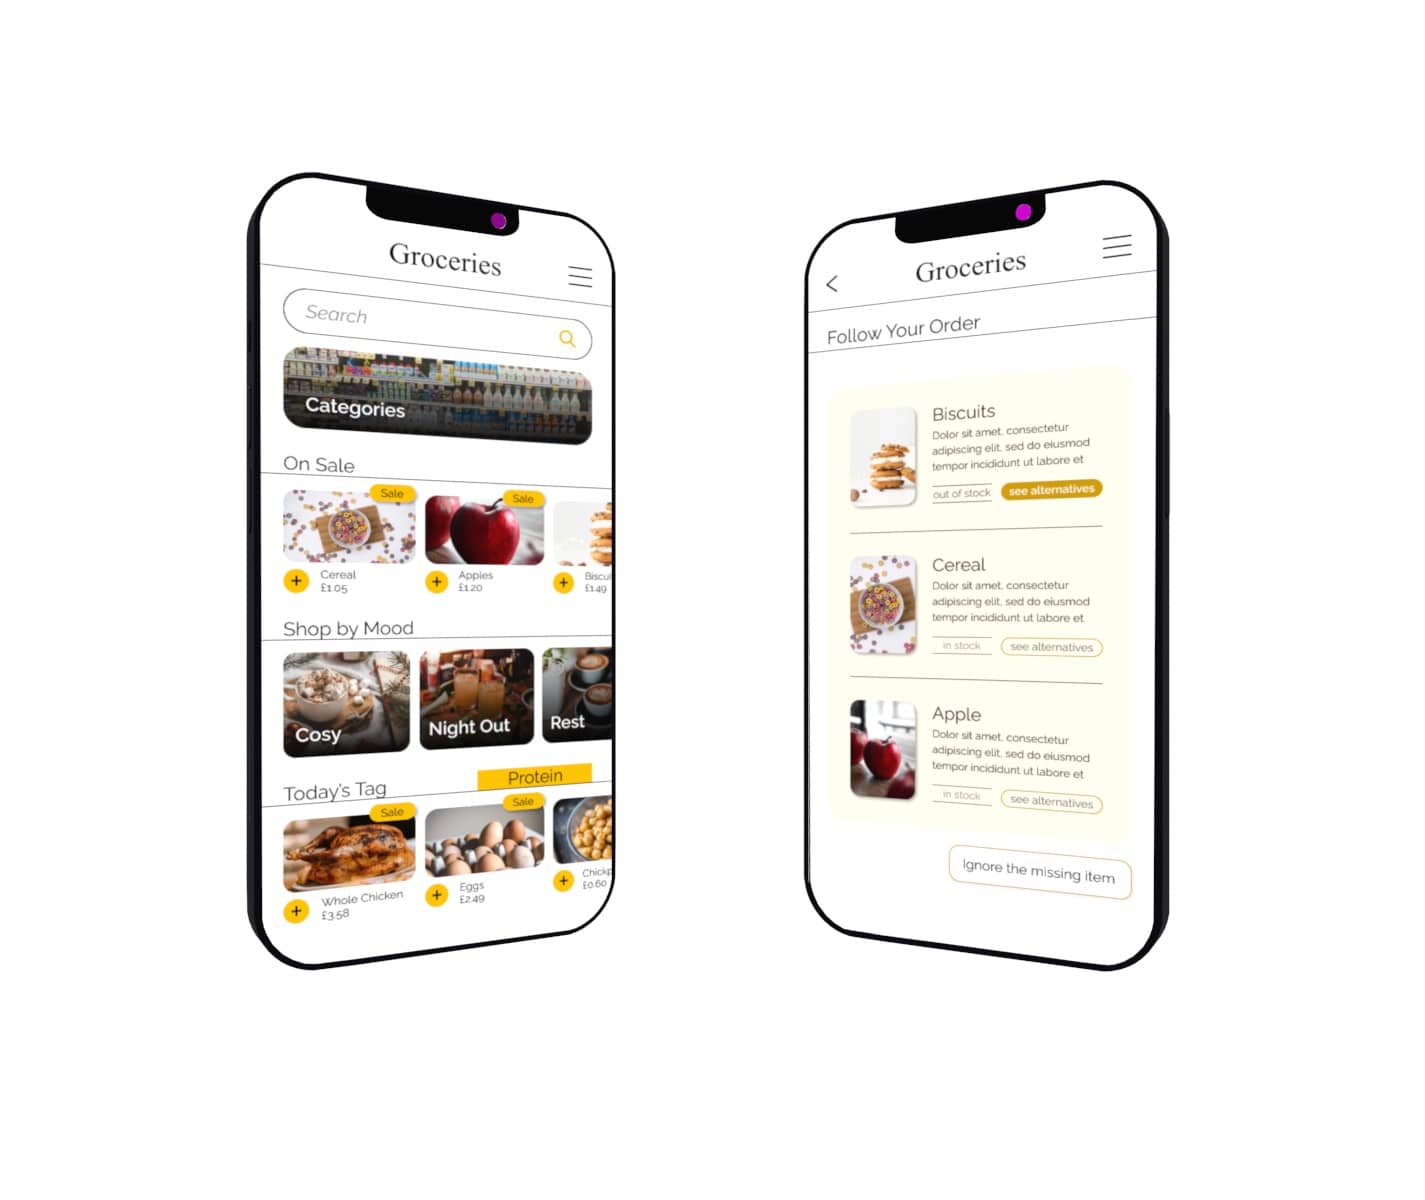 Groceries
Search
Categories
On Sale
Sale
Sale
Cereal
£1.05
Apples
£1.20
£1.49
Shop by Mood
Cosy
Night Out
Rest
Today's Tag
Protein
Sale
Sale
Whole Chicken
£3.58
Eggs
£2.49
£0.60
Groceries
Follow Your Order
Biscuits
Dolor sit amet, consectetur
adipiscing elit, sed do eiusmod
tempor incididunt ut labore et
out of stock
see alternatives
Cereal
Dolor sit amet, consectetur
adipiscing elit, sed do eiusmod
tempor incididunt ut labore et
in stock
see alternatives
Apple
Dolor sit amet, consectetur
adipiscing elit, sed do eiusmod
tempor incididunt ut labore et
in stock
see alternatives
Ignore the missing item